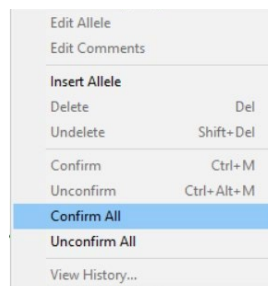 Edit Allele
Edit Comments
Insert Allele
Delete Del
Undelete Shift+Del
Confirm Ctrl+M
Unconfirm Ctrl+Alt+M
Confirm All
Unconfirm All
View History...